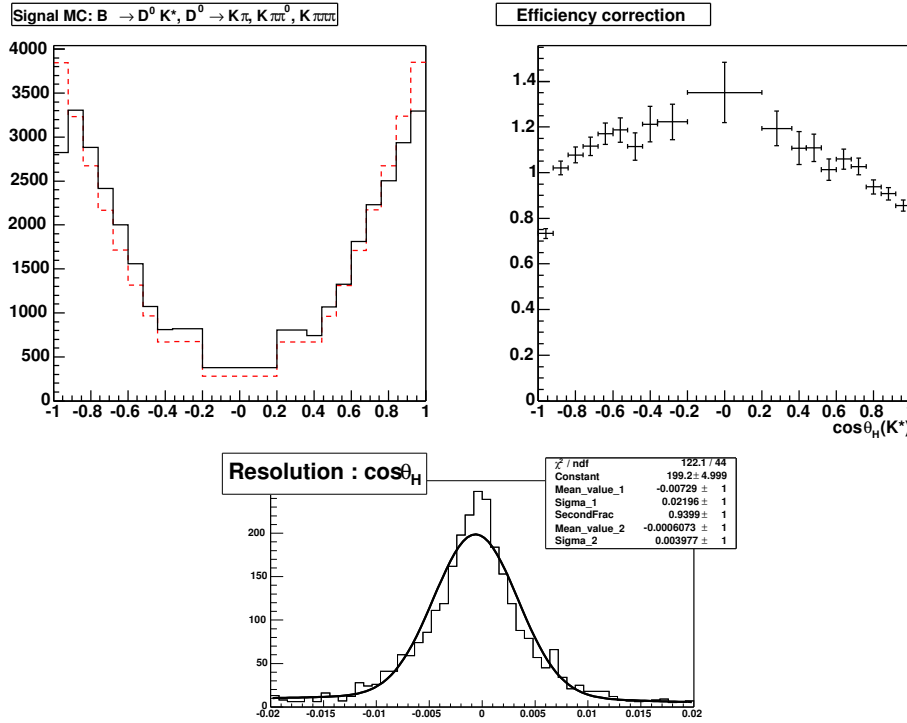 Signal MC: B → D⁰ K*, D⁰ → Kπ, Kππ⁰, Kπππ
Efficiency correction
4000
3500
3000
2500
2000
1500
1000
500
0
-1 -0.8 -0.6 -0.4 -0.2 -0 0.2 0.4 0.6 0.8 1
1.4
1.2
1
0.8
0.6
0.4
0.2
0
-1 -0.8 -0.6 -0.4 -0.2 -0 0.2 0.4 0.6 0.8
cosθH(K*)
Resolution : cosθH
χ² / ndf 122.1 / 44
Constant 199.2 ± 4.999
Mean_value_1 -0.00729 ± 1
Sigma_1 0.02196 ± 1
SecondFrac 0.9399 ± 1
Mean_value_2 -0.0006073 ± 1
Sigma_2 0.003977 ± 1
200
150
100
50
0
-0.02 -0.015 -0.01 -0.005 0 0.005 0.01 0.015 0.02